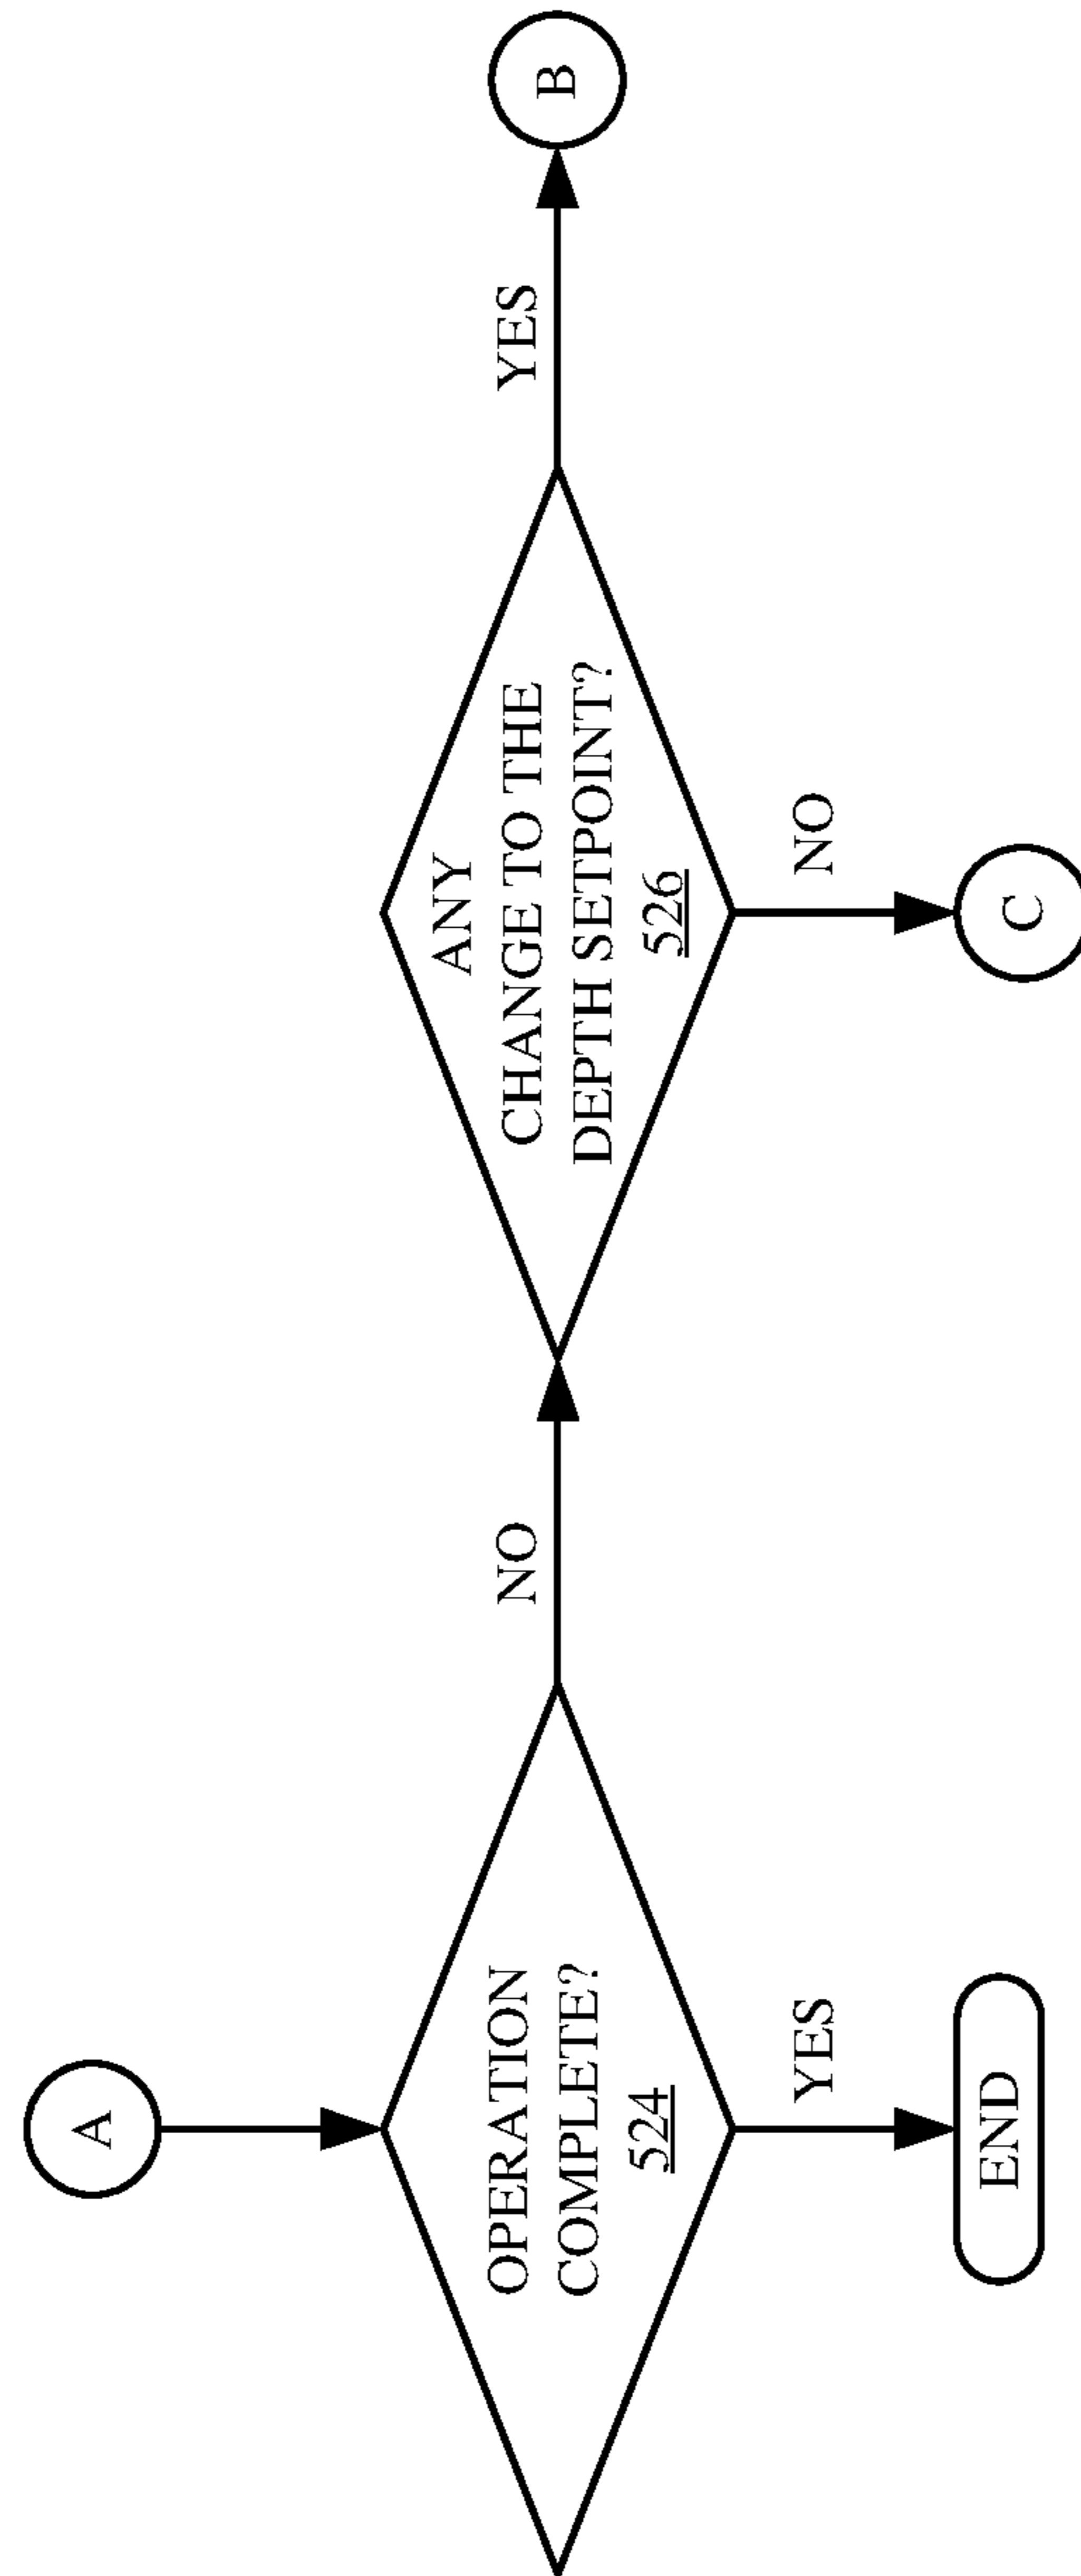 A
OPERATION
COMPLETE?
524
YES
END
NO
ANY
CHANGE TO THE
DEPTH SETPOINT?
526
NO
C
YES
B